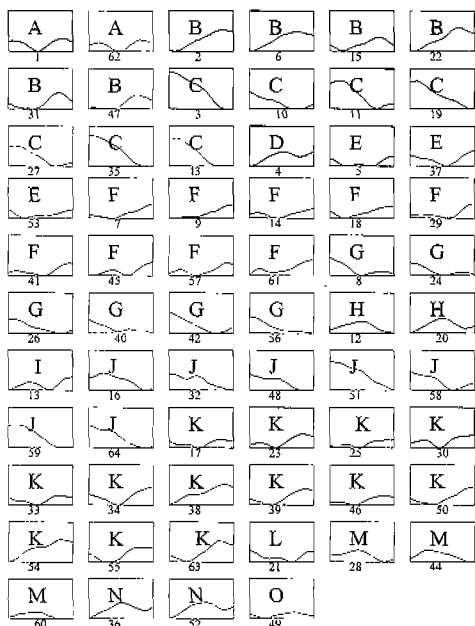 A A B B B B
1 62 2 6 15 22
B B C C C C
31 47 3 10 11 19
C C C D E E
27 35 43 4 5 37
E F F F F F
53 7 9 14 18 29
F F F F G G
41 45 57 61 8 24
G G G G H H
26 40 42 56 12 20
I J J J J J
13 16 32 48 51 58
J J K K K K
59 64 17 23 25 30
K K K K K K
33 34 38 39 46 50
K K K L M M
54 55 63 21 28 44
M N N O
60 36 52 49